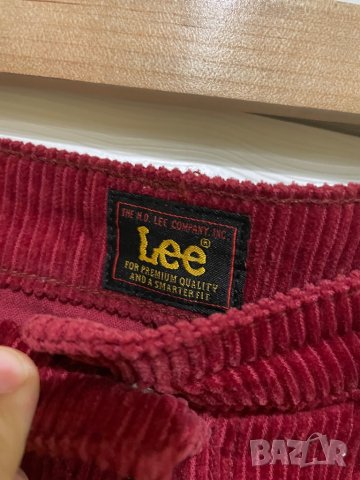 THE H.D. LEE COMPANY, INC.
Lee®
FOR PREMIUM QUALITY
AND A SMARTER FIT
BAZAR